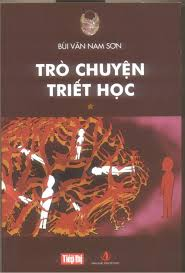 BÙI VĂN NAM SƠN
TRÒ CHUYỆN
TRIẾT HỌC
Tiếp thị